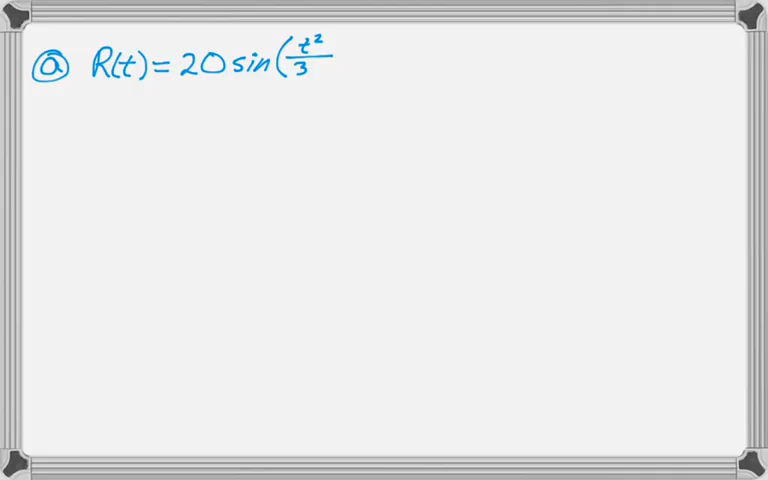 ⓐ R(t) = 20 sin(t²/3